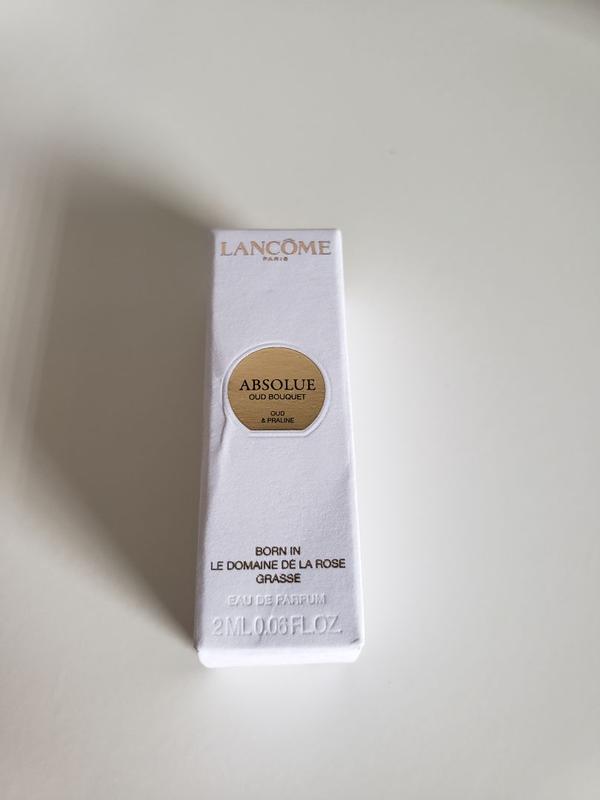 LANCÔME
PARIS
ABSOLUE
OUD BOUQUET
OUD
& PRALINE
BORN IN
LE DOMAINE DE LA ROSE
GRASSE
EAU DE PARFUM
2 ML 0.06 FL.OZ.